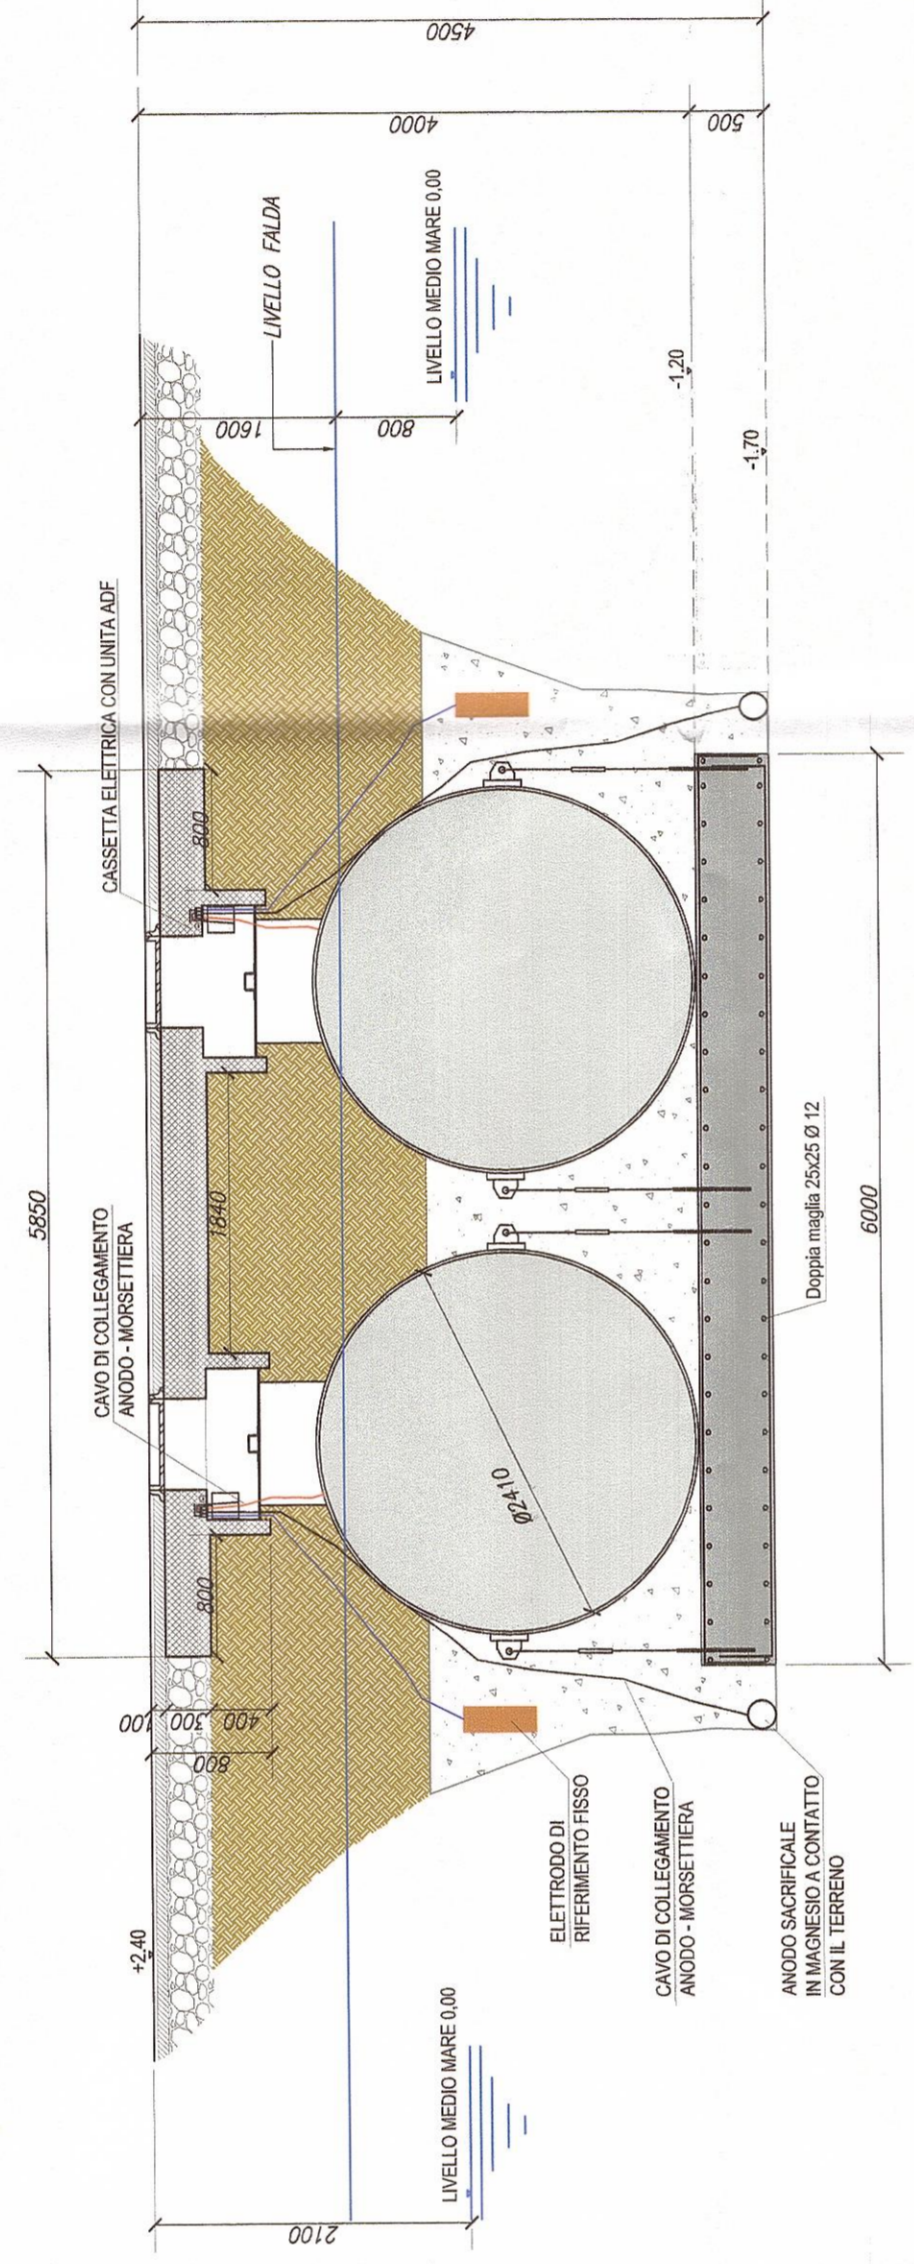 5850
CAVO DI COLLEGAMENTO
ANODO - MORSETTIERA
CASSETTA ELETTRICA CON UNITA ADF
+2.40
100
300
400
800
800
1840
800
1600
800
LIVELLO FALDA
LIVELLO MEDIO MARE 0,00
4500
4000
500
2100
LIVELLO MEDIO MARE 0,00
Ø2410
-1.20
-1.70
ELETTRODO DI
RIFERIMENTO FISSO
CAVO DI COLLEGAMENTO
ANODO - MORSETTIERA
ANODO SACRIFICALE
IN MAGNESIO A CONTATTO
CON IL TERRENO
Doppia maglia 25x25 Ø 12
6000